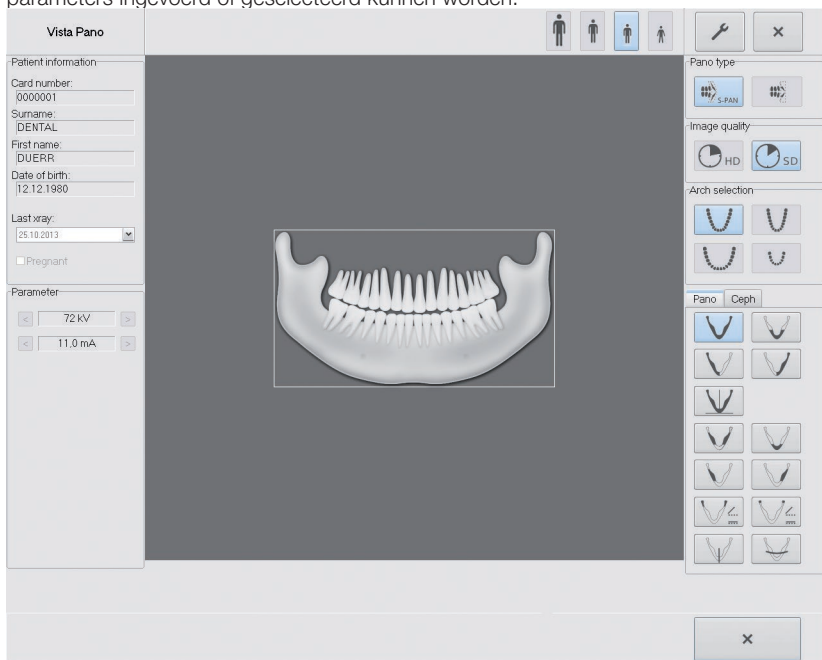 parameters ingevoerd of geselecteerd kunnen worden.
Vista Pano
Patient information
Card number:
0000001
Surname:
DENTAL
First name:
DUERR
Date of birth:
12.12.1980
Last xray:
25.10.2013
Pregnant
Parameter
< 72 kV >
< 11,0 mA >
Pano type
S-PAN
Image quality
HD
SD
Arch selection
Pano Ceph